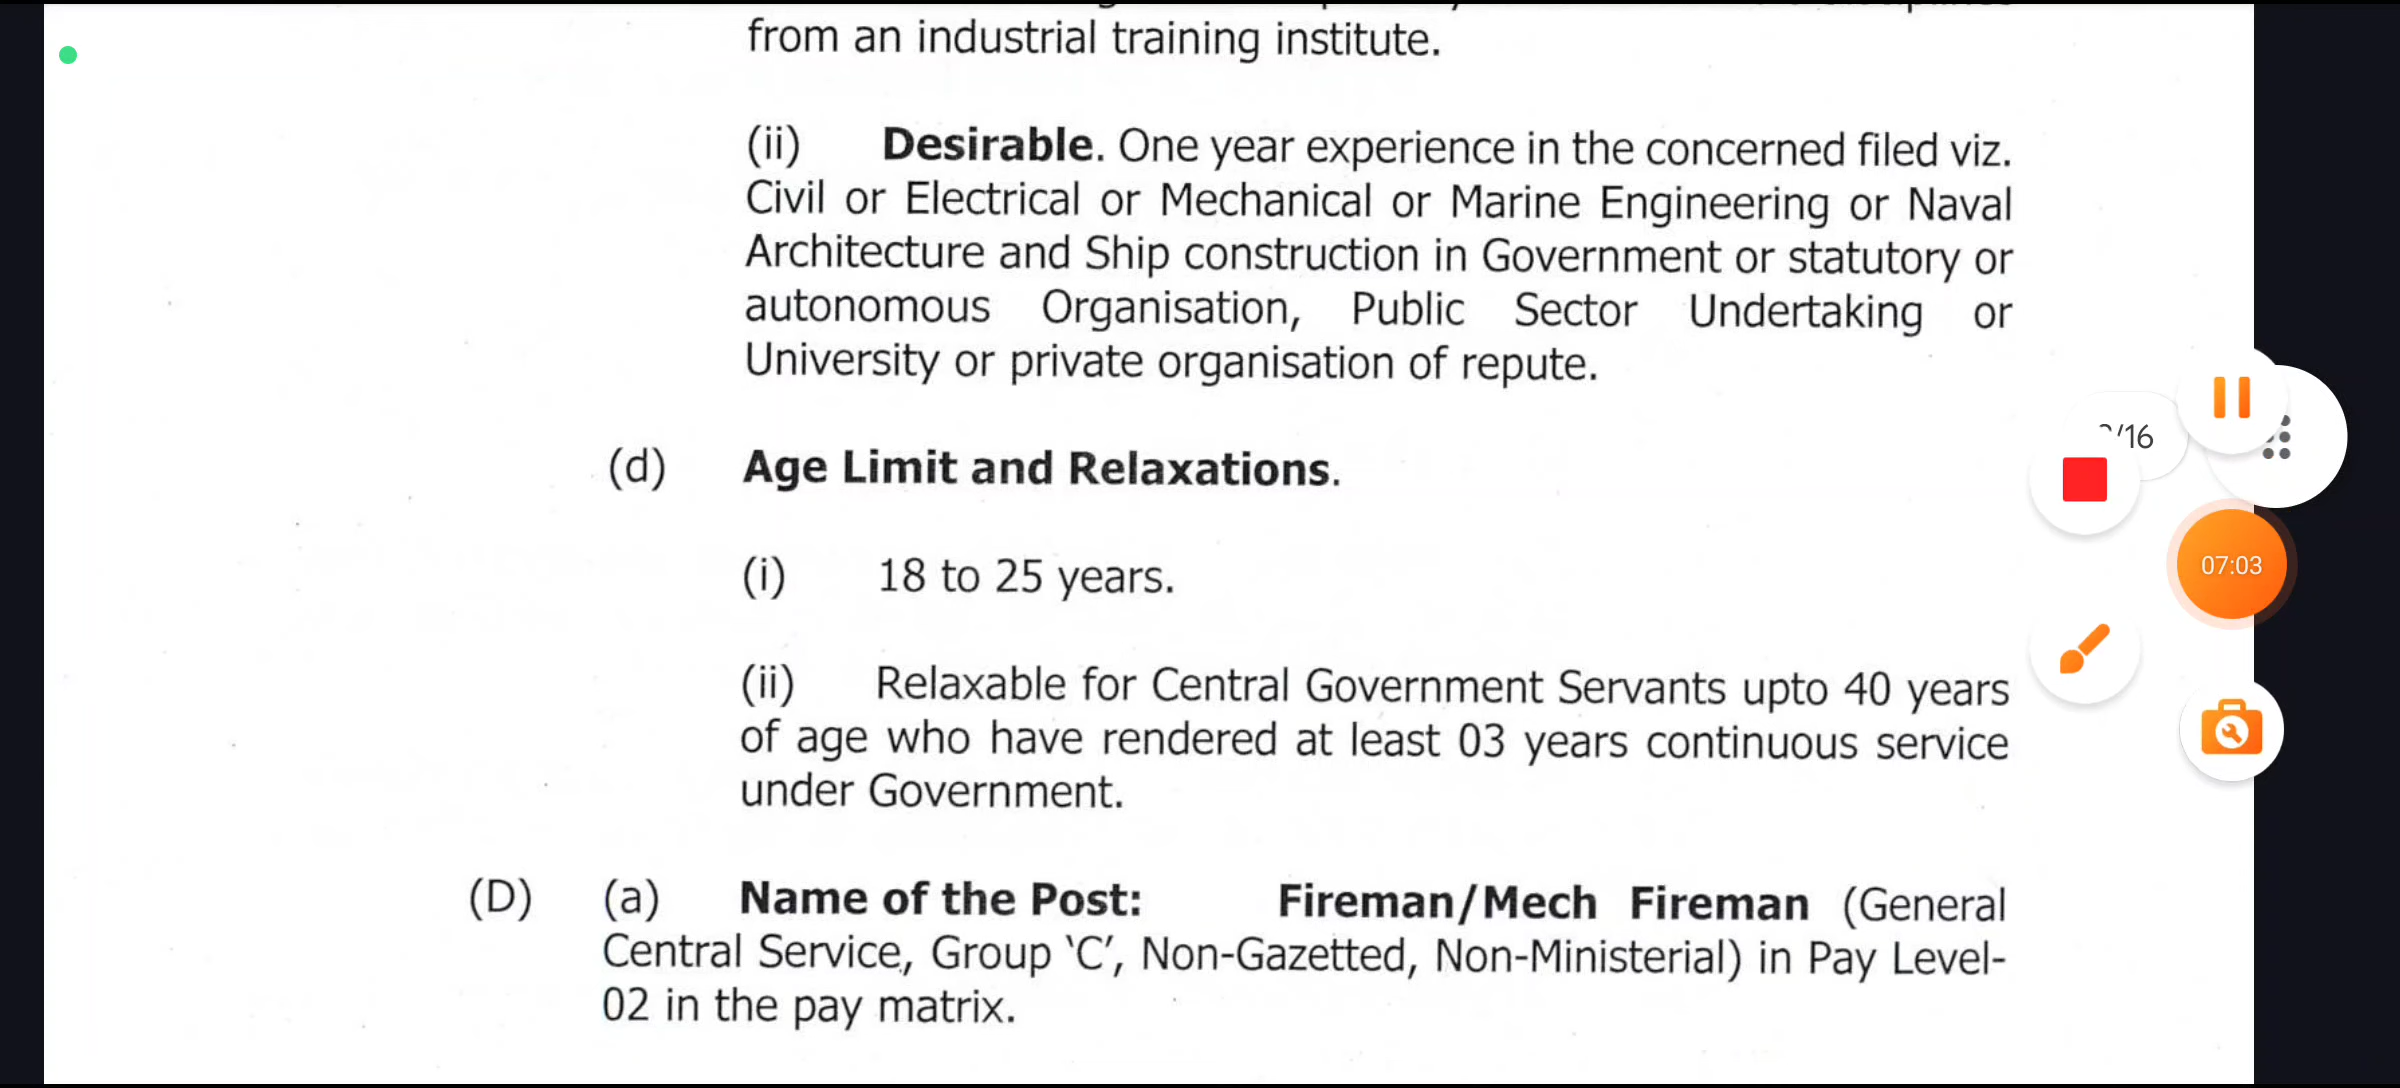 from an industrial training institute.
(ii) Desirable. One year experience in the concerned filed viz.
Civil or Electrical or Mechanical or Marine Engineering or Naval
Architecture and Ship construction in Government or statutory or
autonomous Organisation, Public Sector Undertaking or
University or private organisation of repute.
(d) Age Limit and Relaxations.
(i) 18 to 25 years.
(ii) Relaxable for Central Government Servants upto 40 years
of age who have rendered at least 03 years continuous service
under Government.
(D) (a) Name of the Post: Fireman/Mech Fireman (General
Central Service, Group ‘C’, Non-Gazetted, Non-Ministerial) in Pay Level-
02 in the pay matrix.
/16
07:03